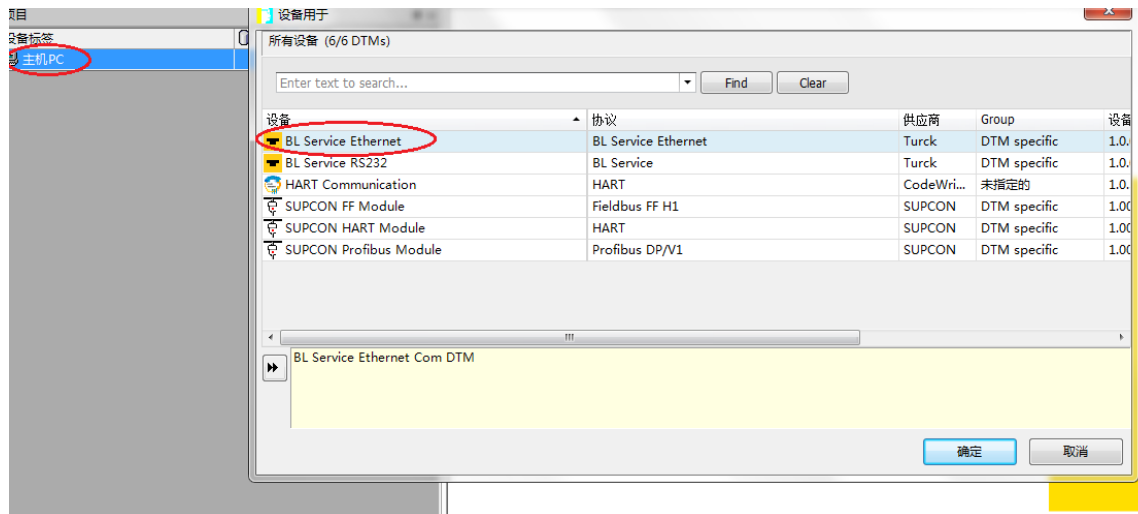 项目
设备用于
设备标签
主机PC
所有设备 (6/6 DTMs)
Enter text to search... Find Clear
设备 协议 供应商 Group 设备
BL Service Ethernet BL Service Ethernet Turck DTM specific 1.0.
BL Service RS232 BL Service Turck DTM specific 1.0.
HART Communication HART CodeWri... 未指定的 1.0.
SUPCON FF Module Fieldbus FF H1 SUPCON DTM specific 1.00
SUPCON HART Module HART SUPCON DTM specific 1.00
SUPCON Profibus Module Profibus DP/V1 SUPCON DTM specific 1.00
BL Service Ethernet Com DTM
确定 取消